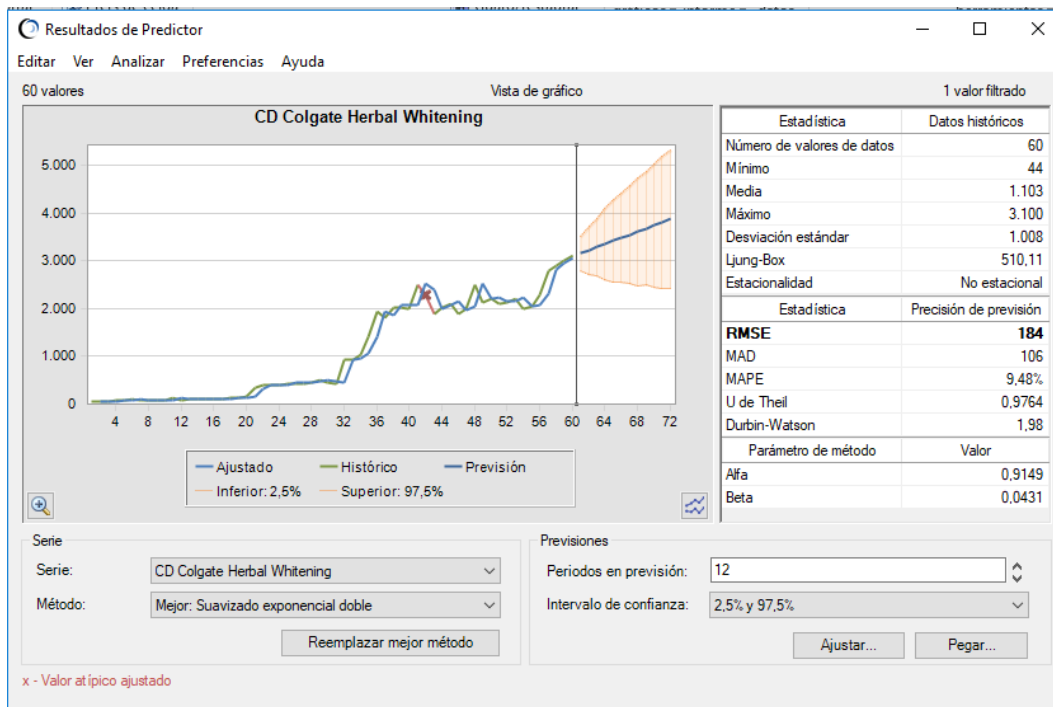 Resultados de Predictor
Editar Ver Analizar Preferencias Ayuda
60 valores Vista de gráfico 1 valor filtrado
CD Colgate Herbal Whitening
5.000
4.000
3.000
2.000
1.000
0
4 8 12 16 20 24 28 32 36 40 44 48 52 56 60 64 68 72
Ajustado Histórico Previsión
Inferior: 2,5% Superior: 97,5%
Estadística Datos históricos
Número de valores de datos 60
Mínimo 44
Media 1.103
Máximo 3.100
Desviación estándar 1.008
Ljung-Box 510,11
Estacionalidad No estacional
Estadística Precisión de previsión
RMSE 184
MAD 106
MAPE 9,48%
U de Theil 0,9764
Durbin-Watson 1,98
Parámetro de método Valor
Alfa 0,9149
Beta 0,0431
Serie
Serie: CD Colgate Herbal Whitening
Método: Mejor: Suavizado exponencial doble
Reemplazar mejor método
Previsiones
Periodos en previsión: 12
Intervalo de confianza: 2,5% y 97,5%
Ajustar... Pegar...
x - Valor atípico ajustado